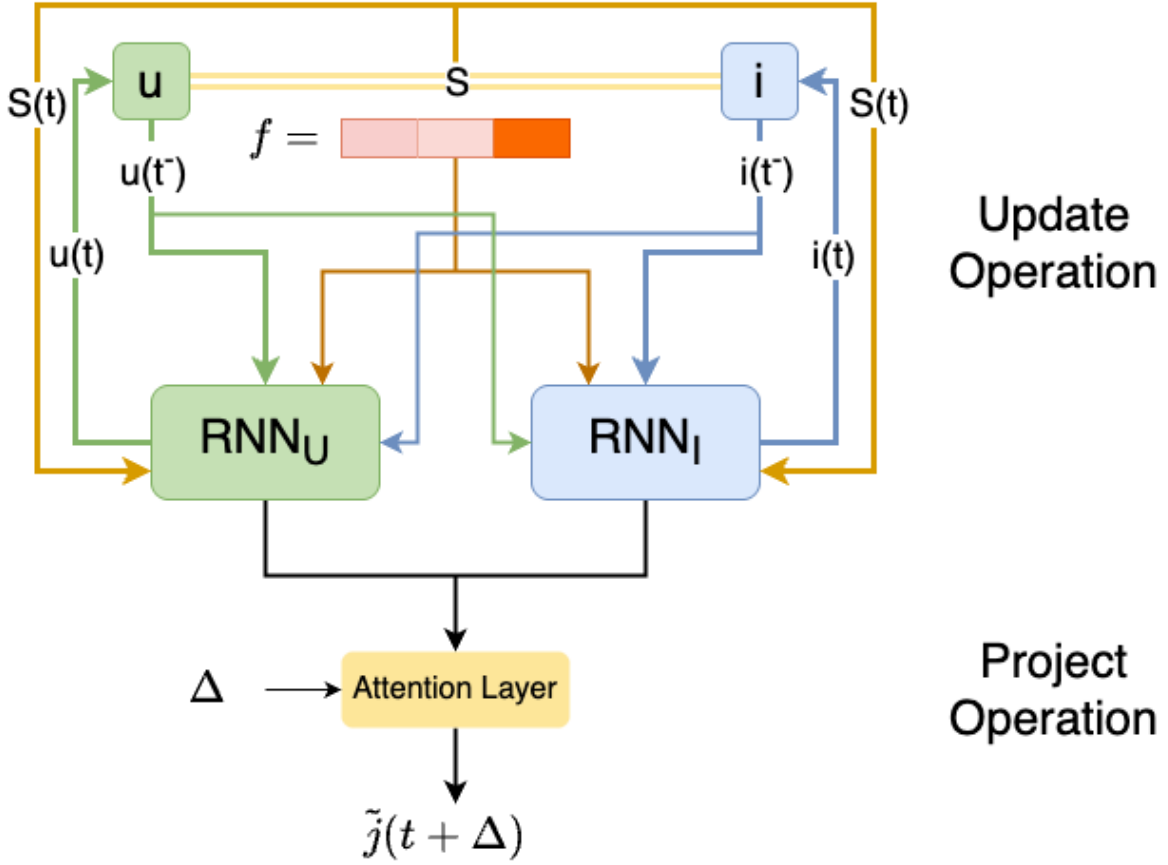 u
S
i
S(t)
S(t)
f =
u(t⁻)
i(t⁻)
Update
Operation
u(t)
i(t)
RNN_U
RNN_I
Project
Operation
Δ
Attention Layer
j̃(t + Δ)